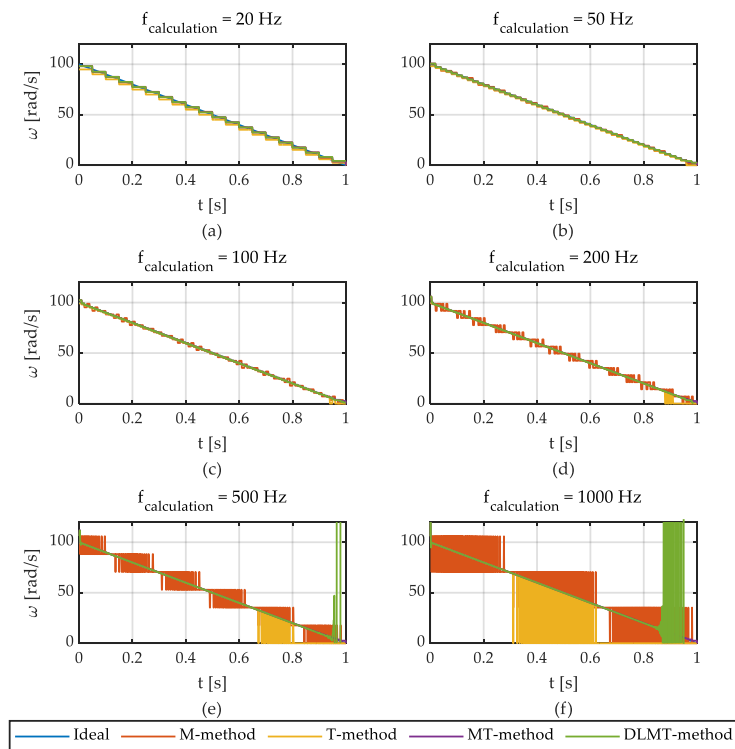 f_calculation = 20 Hz
ω [rad/s]
100
50
0
0 0.2 0.4 0.6 0.8 1
t [s]
(a)
f_calculation = 50 Hz
ω [rad/s]
100
50
0
0 0.2 0.4 0.6 0.8 1
t [s]
(b)
f_calculation = 100 Hz
ω [rad/s]
100
50
0
0 0.2 0.4 0.6 0.8 1
t [s]
(c)
f_calculation = 200 Hz
ω [rad/s]
100
50
0
0 0.2 0.4 0.6 0.8 1
t [s]
(d)
f_calculation = 500 Hz
ω [rad/s]
100
50
0
0 0.2 0.4 0.6 0.8 1
t [s]
(e)
f_calculation = 1000 Hz
ω [rad/s]
100
50
0
0 0.2 0.4 0.6 0.8 1
t [s]
(f)
Ideal M-method T-method MT-method DLMT-method